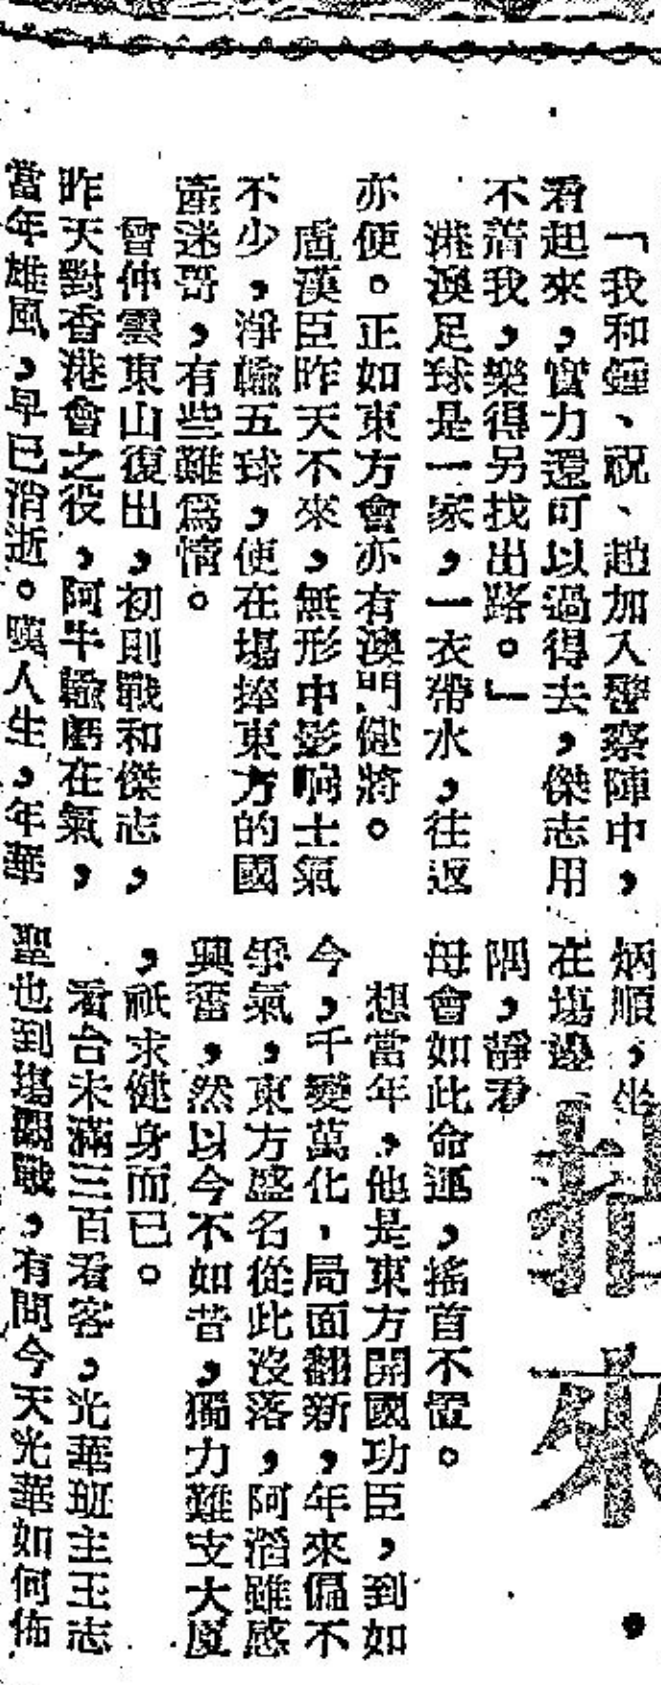 「我和鍾、祝、趙加入警察陣中，
看起來，實力還可以過得去，傑志用
不着我，樂得另找出路。」
港澳足球是一家，一衣帶水，往返
亦便。正如東方會亦有澳門健將。
盧漢臣昨天不來，無形中影响士氣
不少，淨輸五球，使在場捧東方的國
產迷哥，有些難爲情。
曾仲雲東山復出，初則戰和傑志，
昨天對香港會之役，阿牛輸虧在氣，
當年雄風，早已消逝。嘆人生，年華
炳順，坐
在場邊一
隅，靜看
母會如此命運，搖首不置。
想當年，他是東方開國功臣，到如
今，千變萬化，局面翻新，年來偏不
爭氣，東方盛名從此沒落，阿滔雖感
興奮，然以今不如昔，獨力難支大厦
，祇求健身而已。
看台未滿三百看客，光華班主王志
聖也到場觀戰，有問今天光華如何佈
來